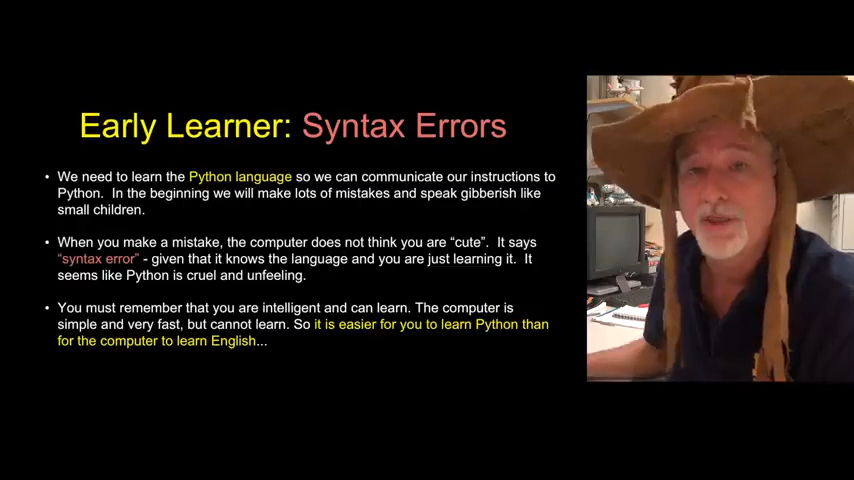 Early Learner: Syntax Errors
• We need to learn the Python language so we can communicate our instructions to
Python.  In the beginning we will make lots of mistakes and speak gibberish like
small children.
• When you make a mistake, the computer does not think you are “cute”.  It says
“syntax error” - given that it knows the language and you are just learning it.  It
seems like Python is cruel and unfeeling.
• You must remember that you are intelligent and can learn. The computer is
simple and very fast, but cannot learn. So it is easier for you to learn Python than
for the computer to learn English...